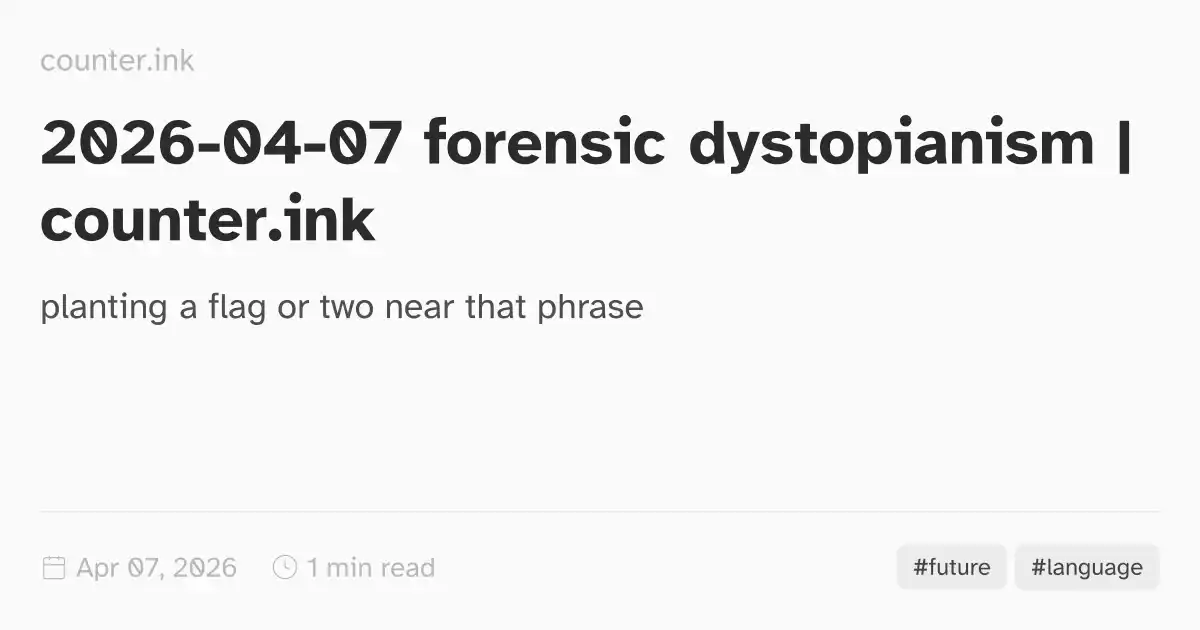 counter.ink
2026-04-07 forensic dystopianism |
counter.ink
planting a flag or two near that phrase
Apr 07, 2026
1 min read
#future
#language